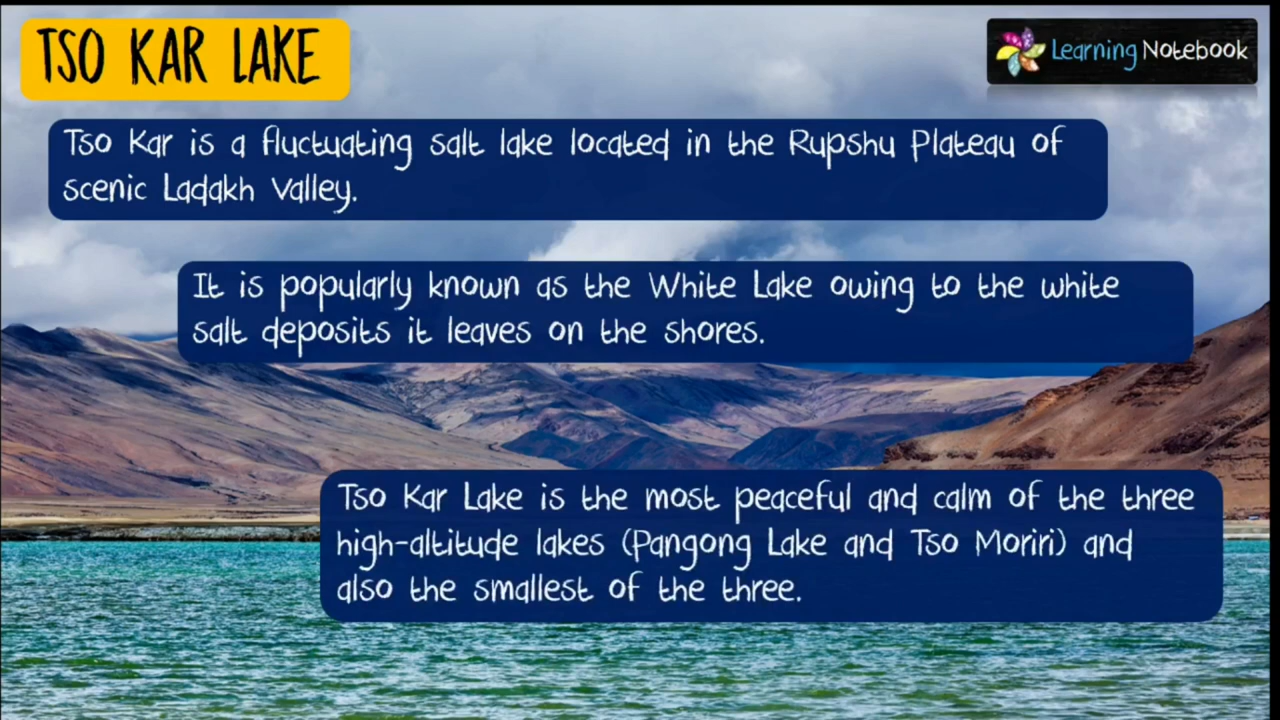 TSO KAR LAKE
Learning Notebook
Tso Kar is a fluctuating salt lake located in the Rupshu Plateau of
scenic Ladakh Valley.
It is popularly known as the White Lake owing to the white
salt deposits it leaves on the shores.
Tso Kar Lake is the most peaceful and calm of the three
high-altitude lakes (Pangong Lake and Tso Moriri) and
also the smallest of the three.